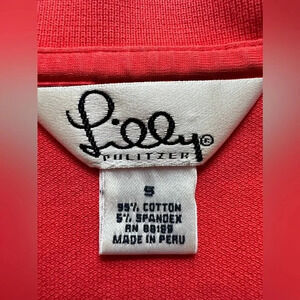 Lilly®
PULITZER
S
95% COTTON
5% SPANDEX
RN 88199
MADE IN PERU